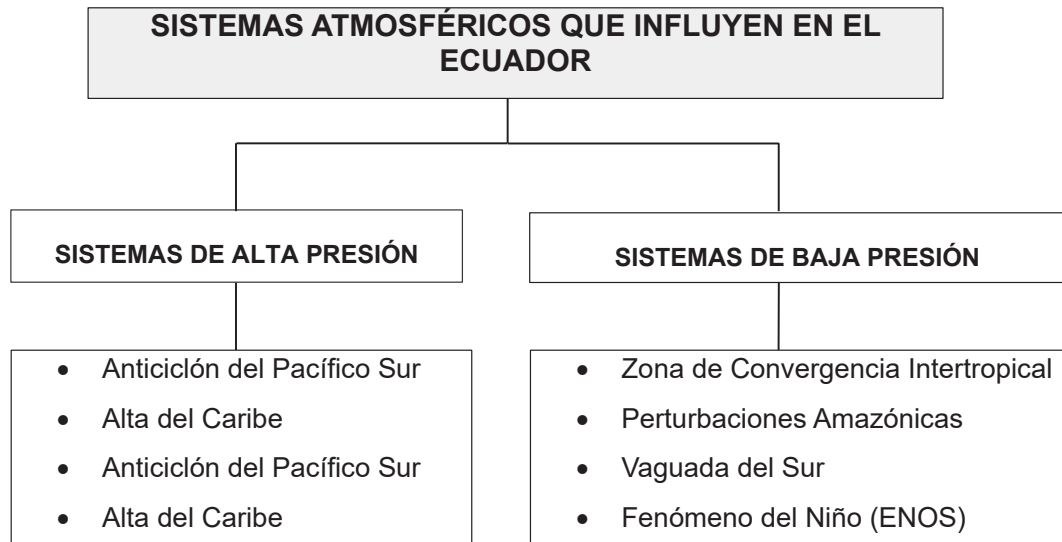 SISTEMAS ATMOSFÉRICOS QUE INFLUYEN EN EL
ECUADOR
SISTEMAS DE ALTA PRESIÓN
SISTEMAS DE BAJA PRESIÓN
• Anticiclón del Pacífico Sur
• Alta del Caribe
• Anticiclón del Pacífico Sur
• Alta del Caribe
• Zona de Convergencia Intertropical
• Perturbaciones Amazónicas
• Vaguada del Sur
• Fenómeno del Niño (ENOS)